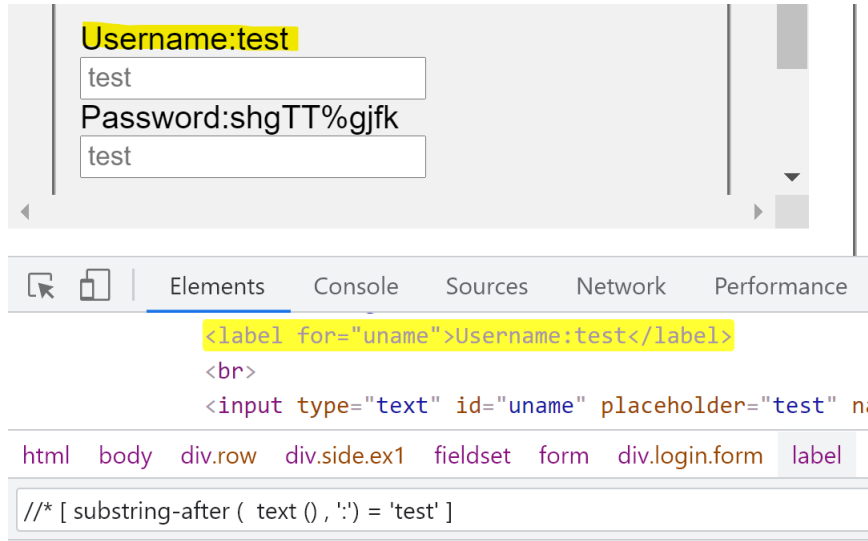 Username:test
test
Password:shgTT%gjfk
test
Elements Console Sources Network Performance
<label for="uname">Username:test</label>
<br>
<input type="text" id="uname" placeholder="test" na
html body div.row div.side.ex1 fieldset form div.login.form label
//* [ substring-after (  text () , ':') = 'test' ]